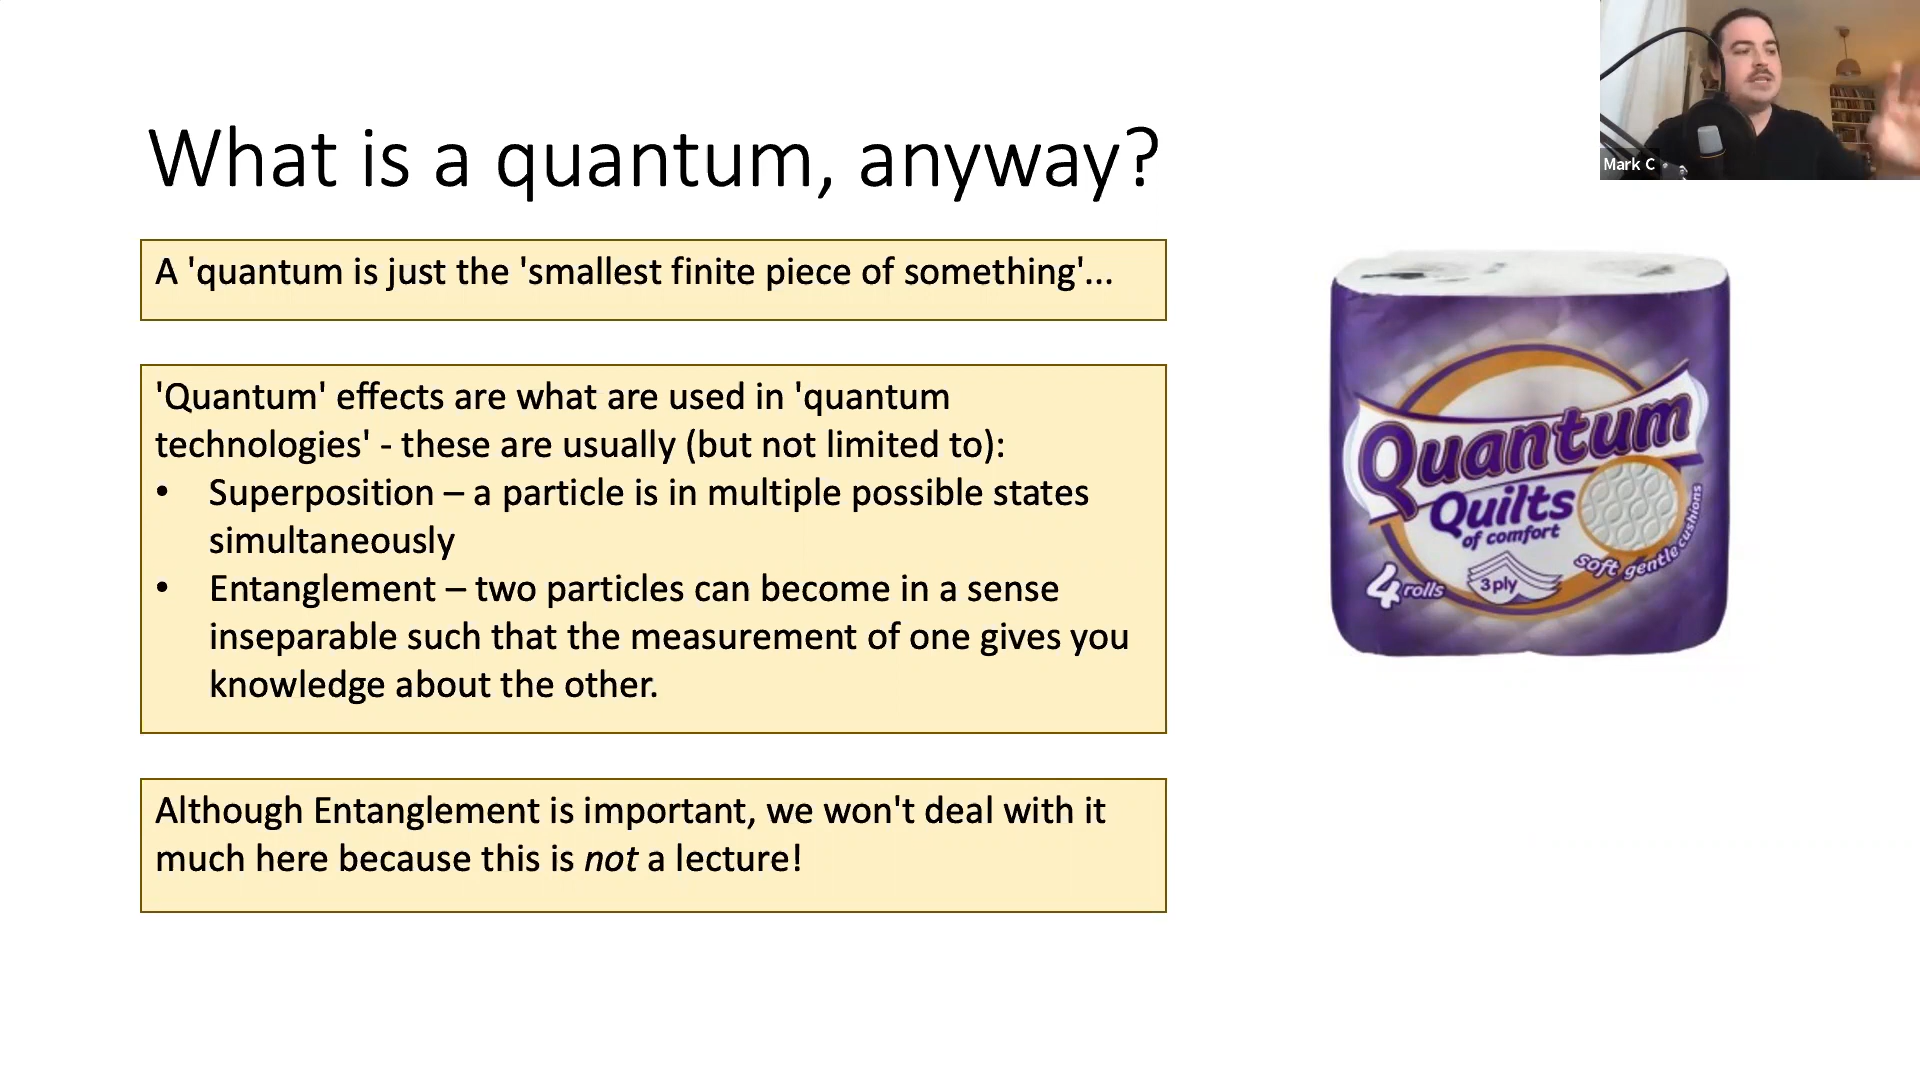 What is a quantum, anyway?
Mark C
A 'quantum is just the 'smallest finite piece of something'...
'Quantum' effects are what are used in 'quantum
technologies' - these are usually (but not limited to):
• Superposition – a particle is in multiple possible states
simultaneously
• Entanglement – two particles can become in a sense
inseparable such that the measurement of one gives you
knowledge about the other.
Although Entanglement is important, we won't deal with it
much here because this is not a lecture!
Quantum
Quilts
of comfort
soft gentle cushions
4 rolls
3 ply